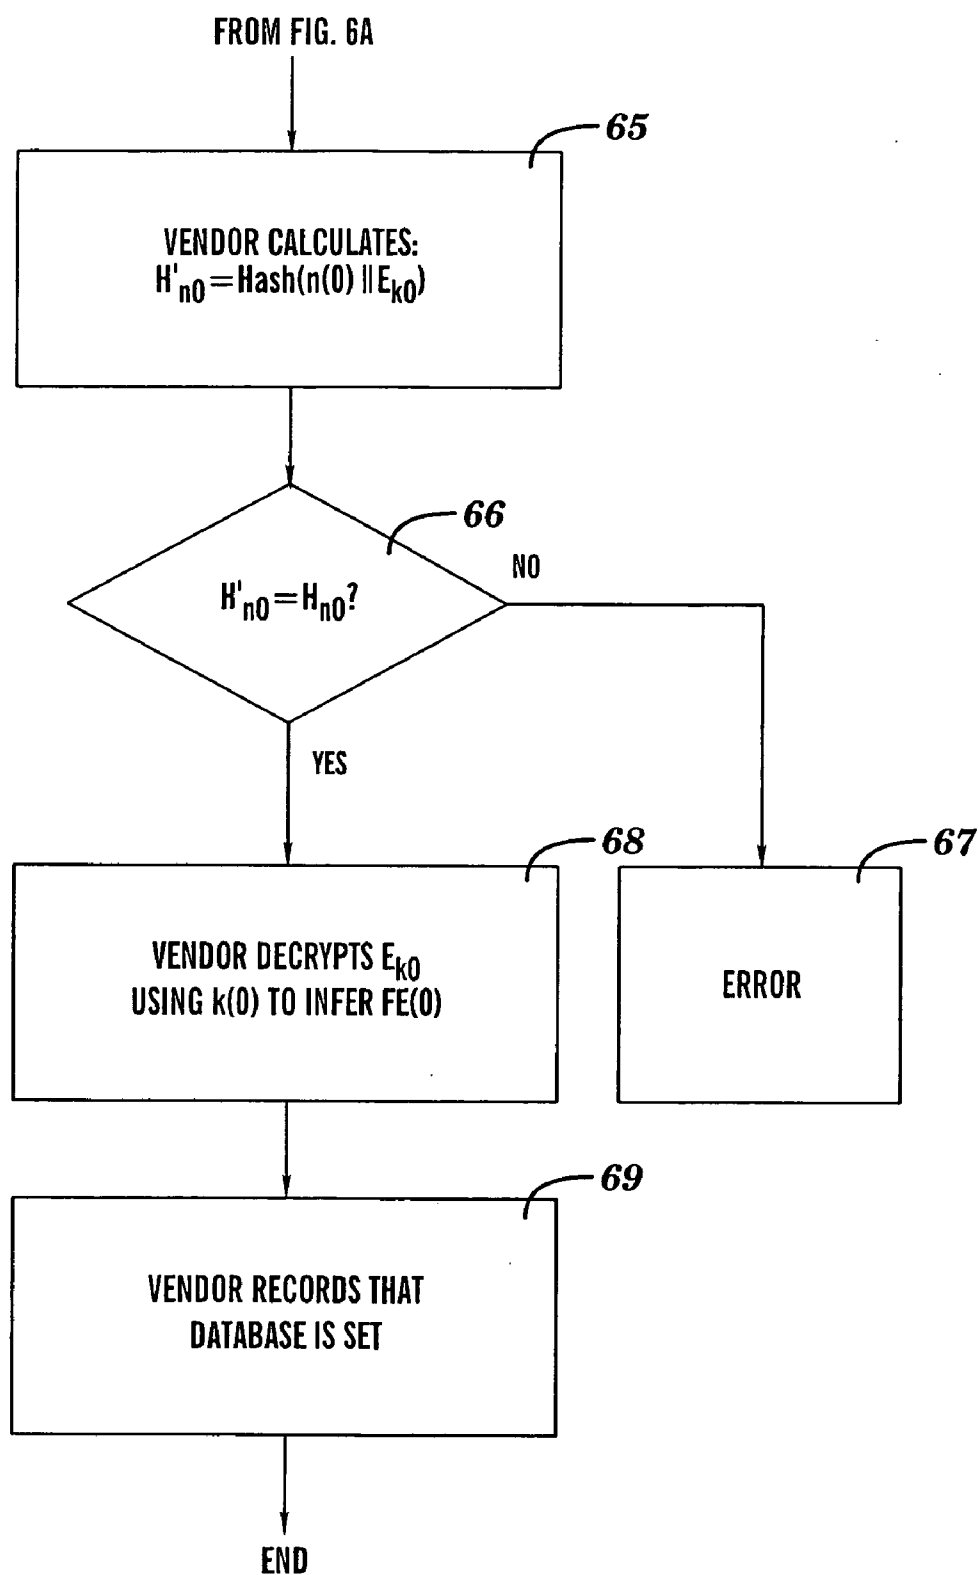 FROM FIG. 6A
65
VENDOR CALCULATES:
H'n0=Hash(n(0) ||Ek0)
66
H'n0=Hn0?
NO
YES
68
67
VENDOR DECRYPTS Ek0
USING k(0) TO INFER FE(0)
ERROR
69
VENDOR RECORDS THAT
DATABASE IS SET
END